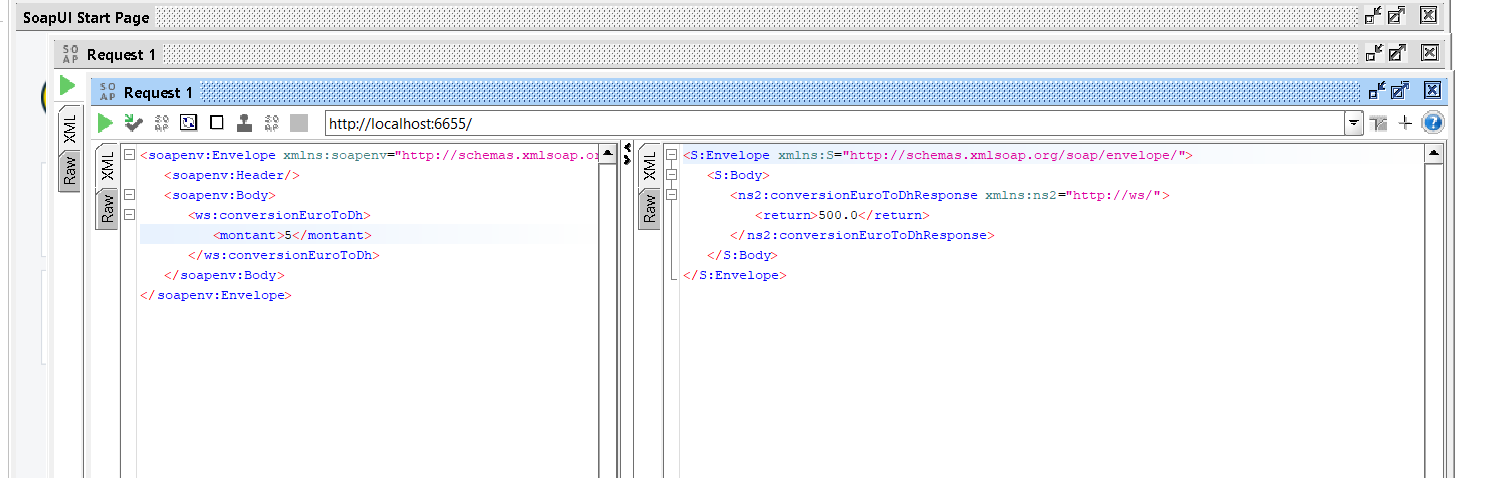 SoapUI Start Page
SO
AP
Request 1
SO
AP
Request 1
http://localhost:6655/
XML
Raw
XML
Raw
<soapenv:Envelope xmlns:soapenv="http://schemas.xmlsoap.or
<soapenv:Header/>
<soapenv:Body>
<ws:conversionEuroToDh>
<montant>5</montant>
</ws:conversionEuroToDh>
</soapenv:Body>
</soapenv:Envelope>
XML
Raw
<S:Envelope xmlns:S="http://schemas.xmlsoap.org/soap/envelope/">
<S:Body>
<ns2:conversionEuroToDhResponse xmlns:ns2="http://ws/">
<return>500.0</return>
</ns2:conversionEuroToDhResponse>
</S:Body>
</S:Envelope>